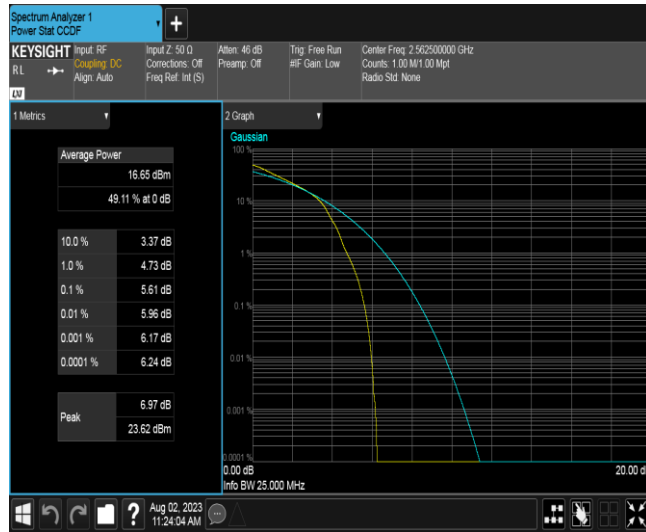 Spectrum Analyzer 1
Power Stat CCDF
+
KEYSIGHT
RL
LXI
Input: RF
Coupling: DC
Align: Auto
Input Z: 50 Ω
Corrections: Off
Freq Ref: Int (S)
Atten: 46 dB
Preamp: Off
Trig: Free Run
#IF Gain: Low
Center Freq: 2.562500000 GHz
Counts: 1.00 M/1.00 Mpt
Radio Std: None
1 Metrics
Average Power
16.65 dBm
49.11 % at 0 dB
10.0 % 3.37 dB
1.0 % 4.73 dB
0.1 % 5.61 dB
0.01 % 5.96 dB
0.001 % 6.17 dB
0.0001 % 6.24 dB
Peak
6.97 dB
23.62 dBm
2 Graph
Gaussian
100 %
10 %
1 %
0.1 %
0.01 %
0.001 %
0.0001 %
0.00 dB
20.00 d
Info BW 25.000 MHz
?
Aug 02, 2023
11:24:04 AM